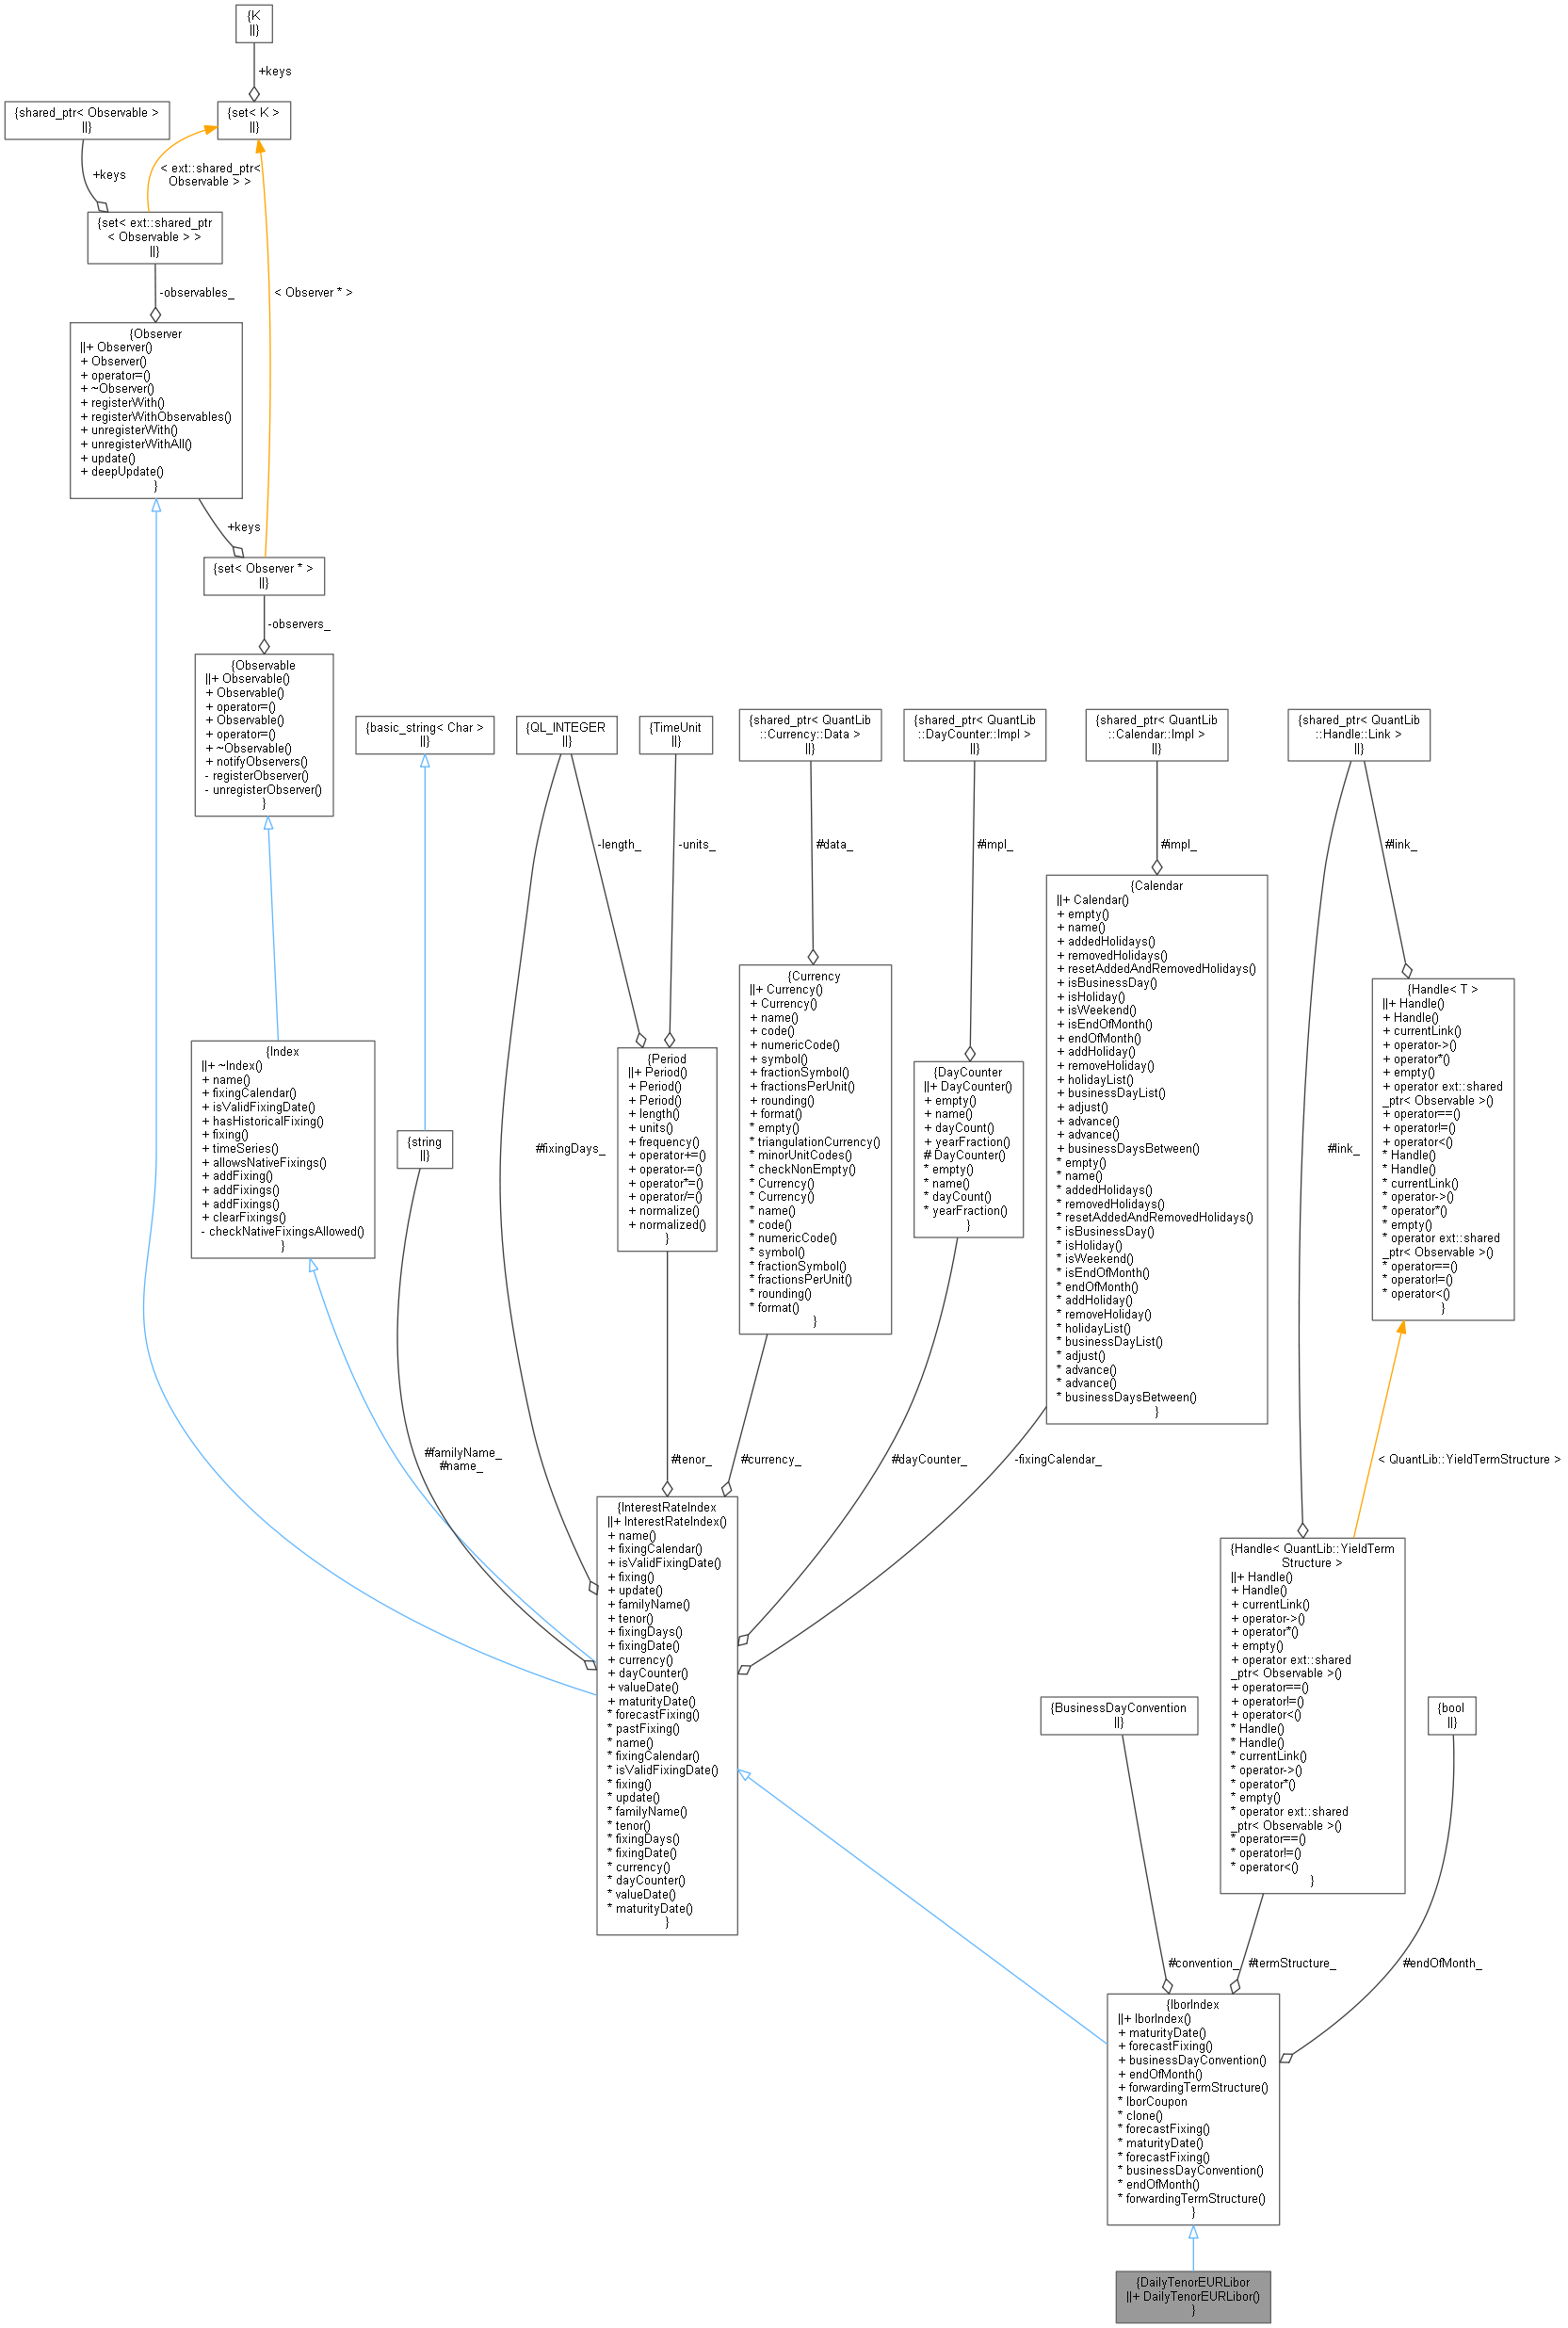 {K
||}
+keys
{shared_ptr< Observable >
||}
{set< K >
||}
+keys
< ext::shared_ptr<
Observable > >
{set< ext::shared_ptr
< Observable > >
||}
-observables_
< Observer * >
{Observer
||+ Observer()
+ Observer()
+ operator=()
+ ~Observer()
+ registerWith()
+ registerWithObservables()
+ unregisterWith()
+ unregisterWithAll()
+ update()
+ deepUpdate()
}
+keys
{set< Observer * >
||}
-observers_
{Observable
||+ Observable()
+ Observable()
+ operator=()
+ Observable()
+ operator=()
+ ~Observable()
+ notifyObservers()
- registerObserver()
- unregisterObserver()
}
{basic_string< Char >
||}
{QL_INTEGER
||}
{TimeUnit
||}
{shared_ptr< QuantLib
::Currency::Data >
||}
{shared_ptr< QuantLib
::DayCounter::Impl >
||}
{shared_ptr< QuantLib
::Calendar::Impl >
||}
{shared_ptr< QuantLib
::Handle::Link >
||}
-length_
-units_
#data_
#impl_
#impl_
#link_
{Calendar
||+ Calendar()
+ empty()
+ name()
+ addedHolidays()
+ removedHolidays()
+ resetAddedAndRemovedHolidays()
+ isBusinessDay()
+ isHoliday()
+ isWeekend()
+ isEndOfMonth()
+ endOfMonth()
+ addHoliday()
+ removeHoliday()
+ holidayList()
+ businessDayList()
+ adjust()
+ advance()
+ advance()
+ businessDaysBetween()
* empty()
* name()
* addedHolidays()
* removedHolidays()
* resetAddedAndRemovedHolidays()
* isBusinessDay()
* isHoliday()
* isWeekend()
* isEndOfMonth()
* endOfMonth()
* addHoliday()
* removeHoliday()
* holidayList()
* businessDayList()
* adjust()
* advance()
* advance()
* businessDaysBetween()
}
{Currency
||+ Currency()
+ Currency()
+ name()
+ code()
+ numericCode()
+ symbol()
+ fractionSymbol()
+ fractionsPerUnit()
+ rounding()
+ format()
* empty()
* triangulationCurrency()
* minorUnitCodes()
* checkNonEmpty()
* Currency()
* Currency()
* name()
* code()
* numericCode()
* symbol()
* fractionSymbol()
* fractionsPerUnit()
* rounding()
* format()
}
{Handle< T >
||+ Handle()
+ Handle()
+ currentLink()
+ operator->()
+ operator*()
+ empty()
+ operator ext::shared
_ptr< Observable >()
+ operator==()
+ operator!=()
+ operator<()
* Handle()
* Handle()
* currentLink()
* operator->()
* operator*()
* empty()
* operator ext::shared
_ptr< Observable >()
* operator==()
* operator!=()
* operator<()
}
{Index
||+ ~Index()
+ name()
+ fixingCalendar()
+ isValidFixingDate()
+ hasHistoricalFixing()
+ fixing()
+ timeSeries()
+ allowsNativeFixings()
+ addFixing()
+ addFixings()
+ addFixings()
+ clearFixings()
- checkNativeFixingsAllowed()
}
{string
||}
#fixingDays_
{Period
||+ Period()
+ Period()
+ Period()
+ length()
+ units()
+ frequency()
+ operator+=()
+ operator-=()
+ operator*=()
+ operator/=()
+ normalize()
+ normalized()
}
{DayCounter
||+ DayCounter()
+ empty()
+ name()
+ dayCount()
+ yearFraction()
# DayCounter()
* empty()
* name()
* dayCount()
* yearFraction()
}
#link_
#familyName_
#name_
#tenor_
#currency_
#dayCounter_
-fixingCalendar_
< QuantLib::YieldTermStructure >
{InterestRateIndex
||+ InterestRateIndex()
+ name()
+ fixingCalendar()
+ isValidFixingDate()
+ fixing()
+ update()
+ familyName()
+ tenor()
+ fixingDays()
+ fixingDate()
+ currency()
+ dayCounter()
+ valueDate()
+ maturityDate()
* forecastFixing()
* pastFixing()
* name()
* fixingCalendar()
* isValidFixingDate()
* fixing()
* update()
* familyName()
* tenor()
* fixingDays()
* fixingDate()
* currency()
* dayCounter()
* valueDate()
* maturityDate()
}
{Handle< QuantLib::YieldTerm
Structure >
||+ Handle()
+ Handle()
+ currentLink()
+ operator->()
+ operator*()
+ empty()
+ operator ext::shared
_ptr< Observable >()
+ operator==()
+ operator!=()
+ operator<()
* Handle()
* Handle()
* currentLink()
* operator->()
* operator*()
* empty()
* operator ext::shared
_ptr< Observable >()
* operator==()
* operator!=()
* operator<()
}
{BusinessDayConvention
||}
{bool
||}
#convention_
#termStructure_
#endOfMonth_
{IborIndex
||+ IborIndex()
+ maturityDate()
+ forecastFixing()
+ businessDayConvention()
+ endOfMonth()
+ forwardingTermStructure()
* IborCoupon
* clone()
* forecastFixing()
* maturityDate()
* forecastFixing()
* businessDayConvention()
* endOfMonth()
* forwardingTermStructure()
}
{DailyTenorEURLibor
||+ DailyTenorEURLibor()
}